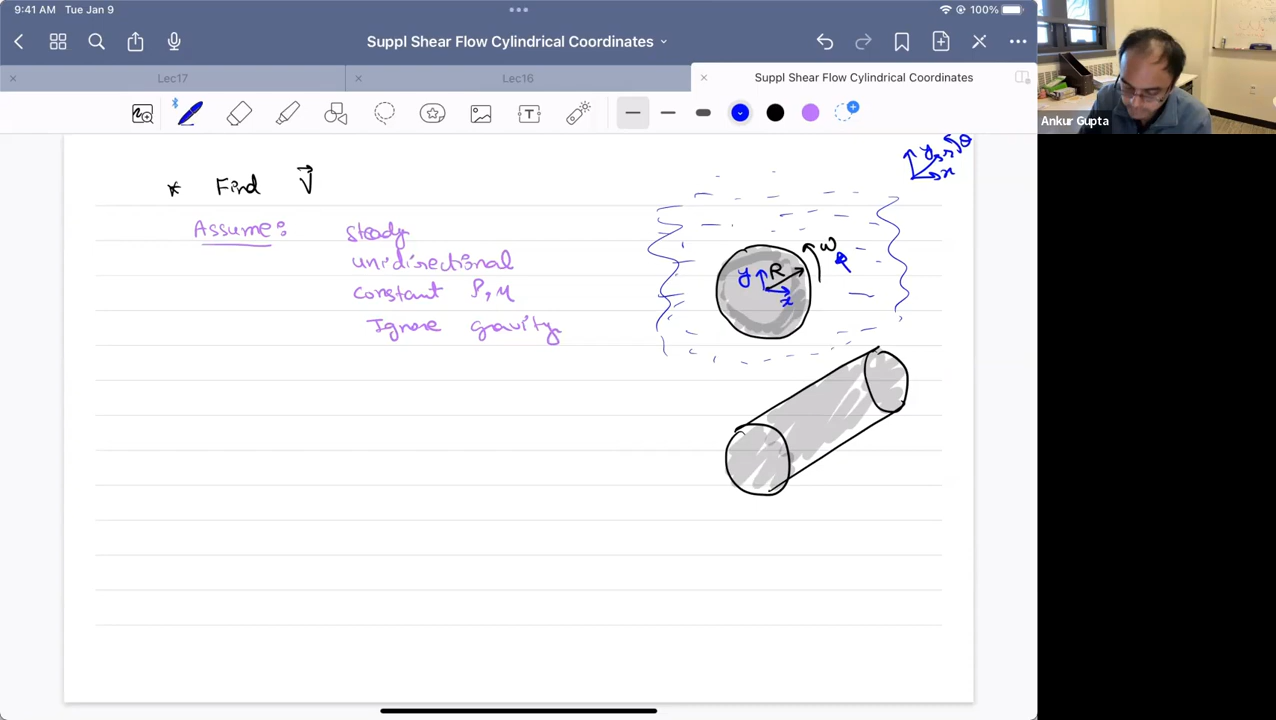 9:41 AM Tue Jan 9
100%
Suppl Shear Flow Cylindrical Coordinates
Lec17
Lec16
Suppl Shear Flow Cylindrical Coordinates
Ankur Gupta
* Find V⃗
Assume: steady
unidirectional
constant ρ, μ
Ignore gravity
y r θ
x
ω
R
y
x